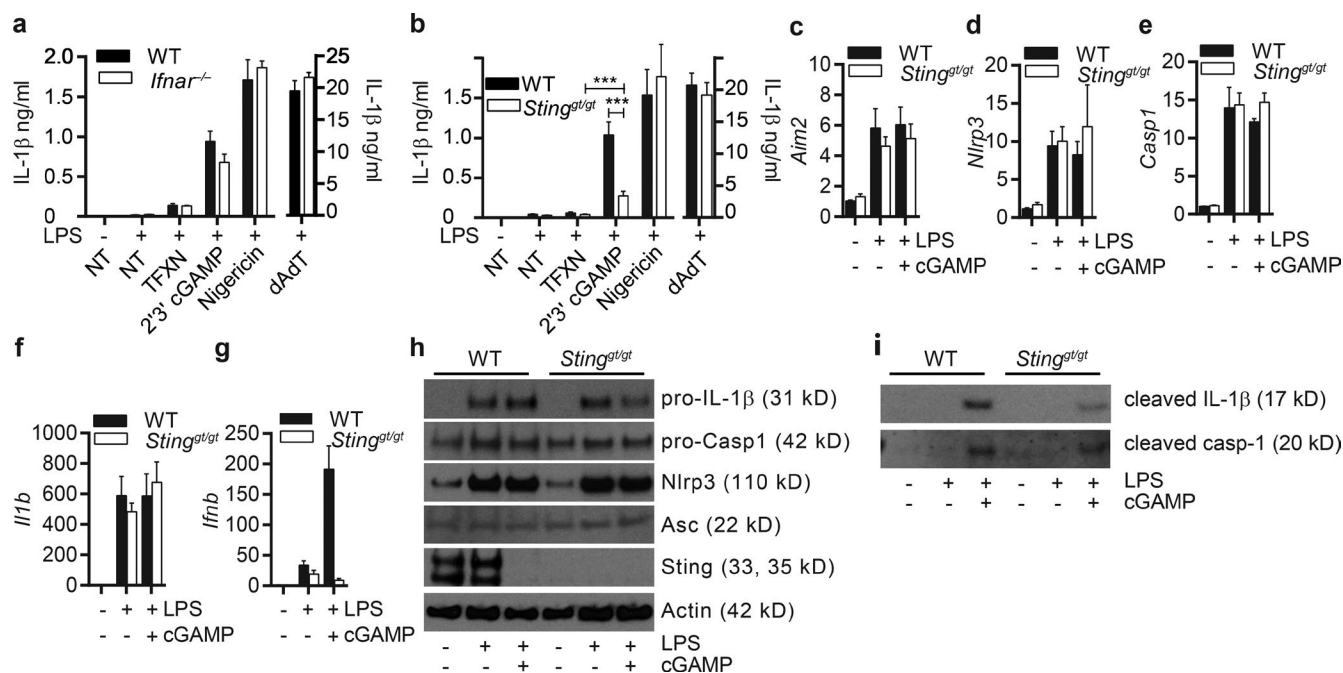 a
WT
Ifnar–/–
IL-1β ng/ml
2.0
1.5
1.0
0.5
0
25
20
15
10
5
0
IL-1β ng/ml
LPS - + + + + +
NT NT TFXN 2'3' cGAMP Nigericin dAdT
b
WT
Stinggt/gt
*** ***
IL-1β ng/ml
1.5
1.0
0.5
0
20
15
10
5
0
IL-1β ng/ml
LPS - + + + + +
NT NT TFXN 2'3' cGAMP Nigericin dAdT
c
WT
Stinggt/gt
Aim2
10
8
6
4
2
0
- + + LPS
- - + cGAMP
d
WT
Stinggt/gt
Nlrp3
20
15
10
5
0
- + + LPS
- - + cGAMP
e
WT
Stinggt/gt
Casp1
20
15
10
5
0
- + + LPS
- - + cGAMP
f
WT
Stinggt/gt
Il1b
1000
800
600
400
200
0
- + + LPS
- - + cGAMP
g
WT
Stinggt/gt
Ifnb
250
200
150
100
50
0
- + + LPS
- - + cGAMP
h
WT Stinggt/gt
pro-IL-1β (31 kD)
pro-Casp1 (42 kD)
Nlrp3 (110 kD)
Asc (22 kD)
Sting (33, 35 kD)
Actin (42 kD)
- + + - + + LPS
- - + - - + cGAMP
i
WT Stinggt/gt
cleaved IL-1β (17 kD)
cleaved casp-1 (20 kD)
- + + - + + LPS
- - + - - + cGAMP